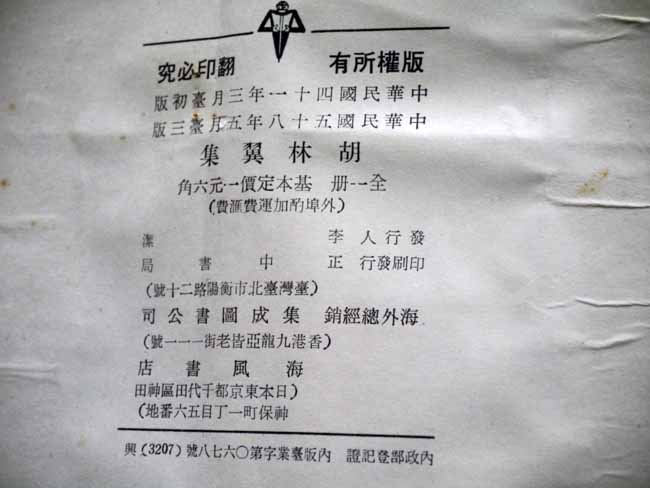 版權所有 翻印必究
中華民國四十一年三月臺初版
中華民國五十八年五月臺三版
胡林翼集
全一册 基本定價一元六角
(外埠酌加運費滙費)
發行人 李潔
印刷發行 正中書局
(臺灣臺北市衡陽路二十號)
海外總經銷 集成圖書公司
(香港九龍亞皆老街一一一號)
海風書店
(日本東京都千代田區神田
神保町一丁目五六番地)
內政部登記證 內版臺業字第〇六七八號(3207)興